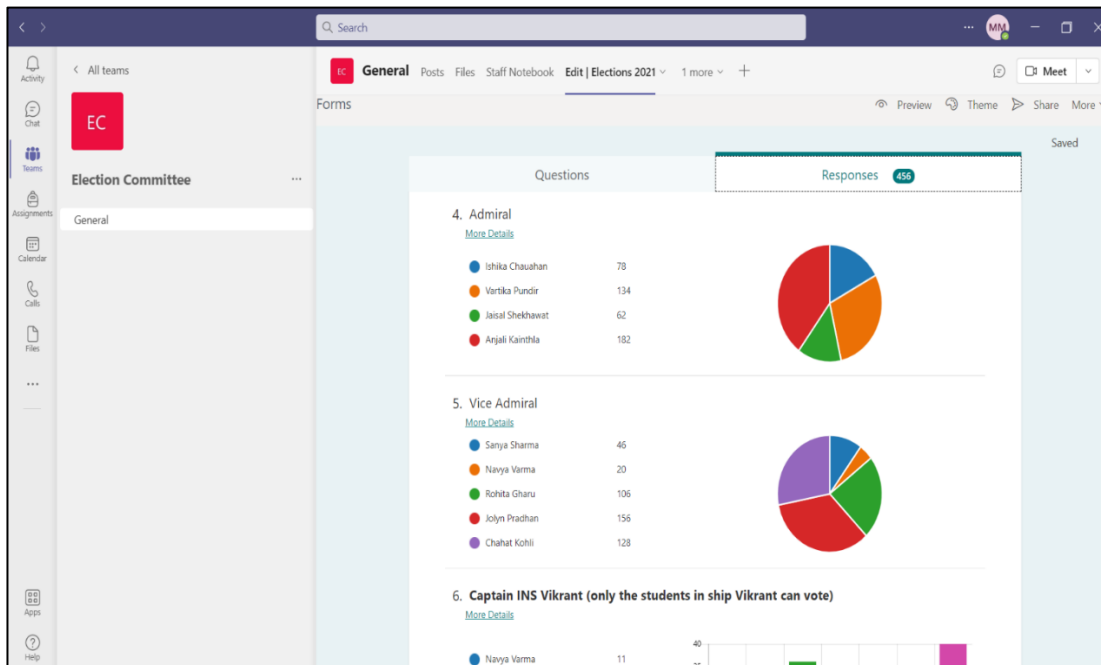 Search
MM
Activity
Chat
Teams
Assignments
Calendar
Calls
Files
Apps
Help
All teams
EC
Election Committee
General
EC General Posts Files Staff Notebook Edit | Elections 2021 1 more Meet
Forms Preview Theme Share More
Saved
Questions Responses 456
4. Admiral
More Details
Ishika Chauahan 78
Vartika Pundir 134
Jaisal Shekhawat 62
Anjali Kainthla 182
5. Vice Admiral
More Details
Sanya Sharma 46
Navya Varma 20
Rohita Gharu 106
Jolyn Pradhan 156
Chahat Kohli 128
6. Captain INS Vikrant (only the students in ship Vikrant can vote)
More Details
40
Navya Varma 11